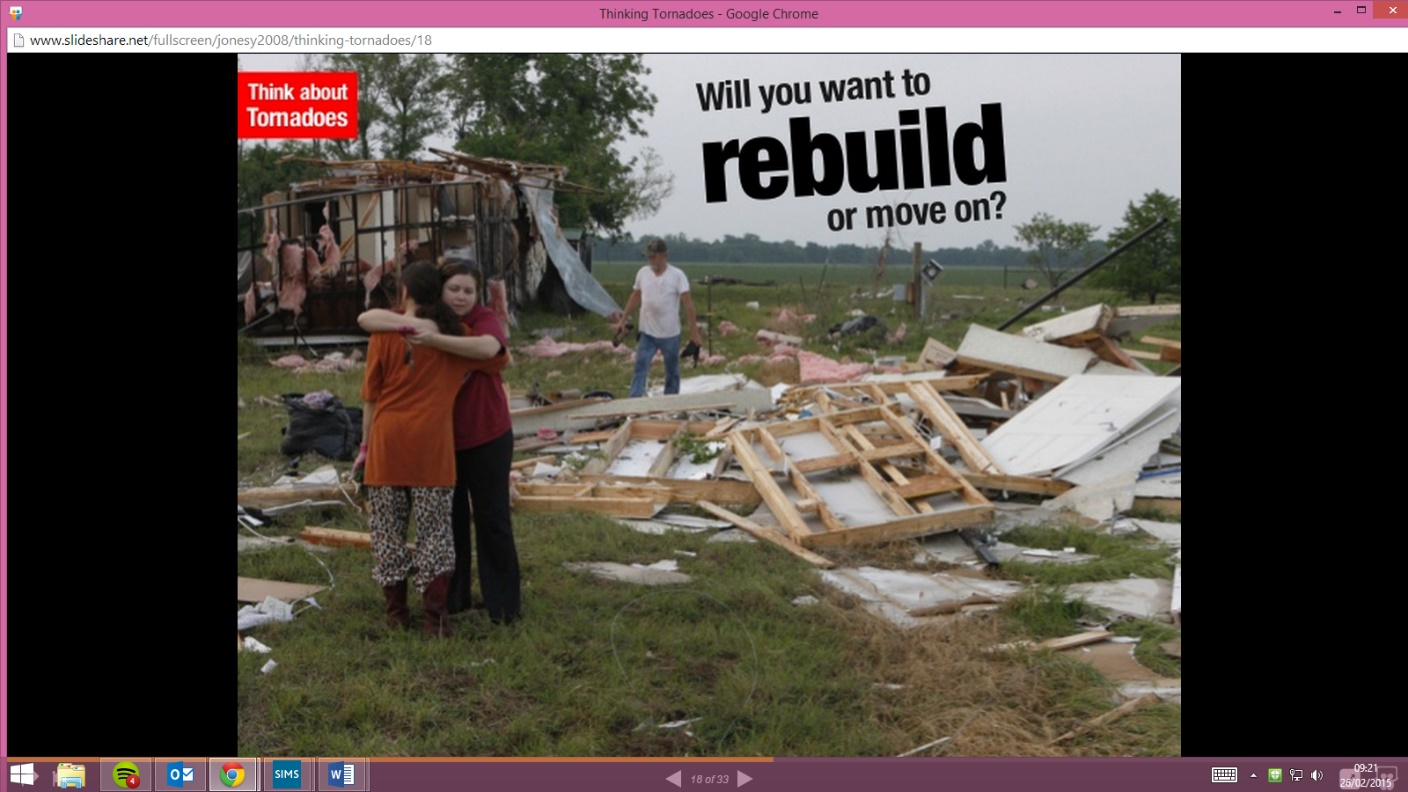 Thinking Tornadoes - Google Chrome
www.slideshare.net/fullscreen/jonesy2008/thinking-tornadoes/18
Think about
Tornadoes
Will you want to
rebuild
or move on?
4
SIMS
18 of 33
09:21
26/02/2015